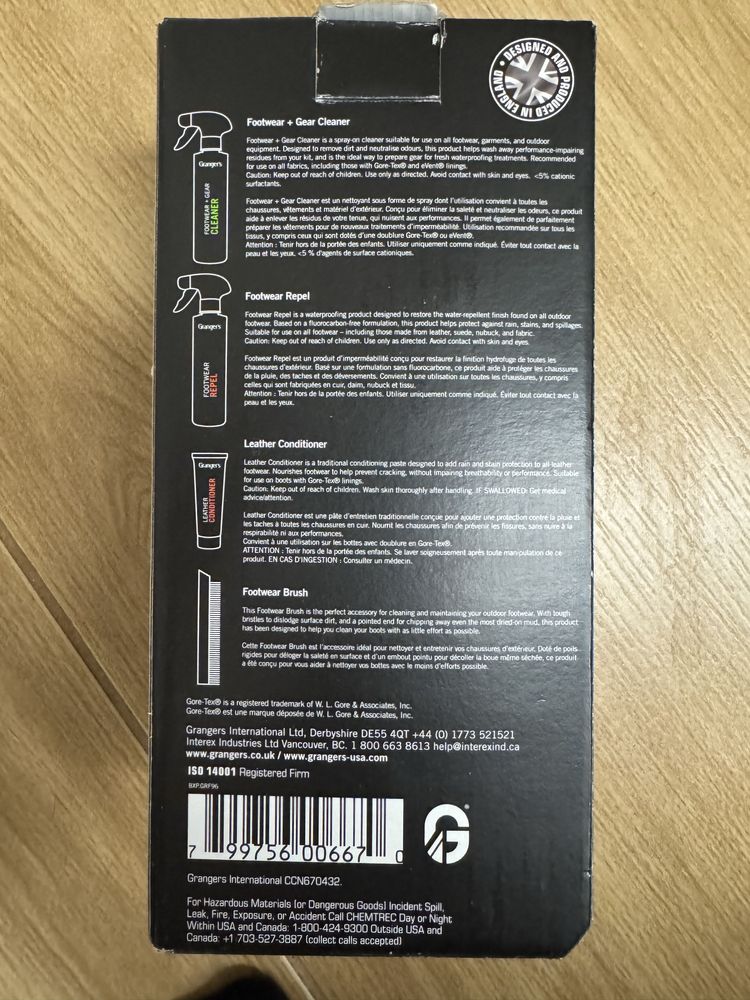 DESIGNED AND PRODUCED IN ENGLAND
Footwear + Gear Cleaner
Footwear + Gear Cleaner is a spray-on cleaner suitable for use on all footwear, garments, and outdoor
equipment. Designed to remove dirt and neutralise odours, this product helps wash away performance-impairing
residues from your kit, and is the ideal way to prepare gear for fresh waterproofing treatments. Recommended
for use on all fabrics, including those with Gore-Tex® and eVent® linings.
Caution: Keep out of reach of children. Use only as directed. Avoid contact with skin and eyes. <5% cationic
surfactants.
Footwear + Gear Cleaner est un nettoyant sous forme de spray dont l'utilisation convient à toutes les
chaussures, vêtements et matériel d'extérieur. Conçu pour éliminer la saleté et neutraliser les odeurs, ce produit
aide à enlever les résidus de votre tenue, qui nuisent aux performances. Il permet également de parfaitement
préparer les vêtements pour de nouveaux traitements d'imperméabilité. Utilisation recommandée sur tous les
tissus, y compris ceux qui sont dotés d'une doublure Gore-Tex® ou eVent®.
Attention : Tenir hors de la portée des enfants. Utiliser uniquement comme indiqué. Éviter tout contact avec la
peau et les yeux. <5 % d'agents de surface cationiques.
Grangers
FOOTWEAR + GEAR
CLEANER
Footwear Repel
Footwear Repel is a waterproofing product designed to restore the water-repellent finish found on all outdoor
footwear. Based on a fluorocarbon-free formulation, this product helps protect against rain, stains, and spillages.
Suitable for use on all footwear – including those made from leather, suede, nubuck, and fabric.
Caution: Keep out of reach of children. Use only as directed. Avoid contact with skin and eyes.
Footwear Repel est un produit d'imperméabilité conçu pour restaurer la finition hydrofuge de toutes les
chaussures d'extérieur. Basé sur une formulation sans fluorocarbone, ce produit aide à protéger les chaussures
de la pluie, des taches et des déversements. Convient à une utilisation sur toutes les chaussures, y compris
celles qui sont fabriquées en cuir, daim, nubuck et tissu.
Attention : Tenir hors de la portée des enfants. Utiliser uniquement comme indiqué. Éviter tout contact avec la
peau et les yeux.
Grangers
FOOTWEAR
REPEL
Leather Conditioner
Leather Conditioner is a traditional conditioning paste designed to add rain and stain protection to all leather
footwear. Nourishes footwear to help prevent cracking, without impairing breathability or performance. Suitable
for use on boots with Gore-Tex® linings.
Caution: Keep out of reach of children. Wash skin thoroughly after handling. IF SWALLOWED: Get medical
advice/attention.
Leather Conditioner est une pâte d'entretien traditionnelle conçue pour ajouter une protection contre la pluie et
les taches à toutes les chaussures en cuir. Nourrit les chaussures afin de prévenir les fissures, sans nuire à la
respirabilité ni aux performances.
Convient à une utilisation sur les bottes avec doublure en Gore-Tex®.
ATTENTION : Tenir hors de la portée des enfants. Se laver soigneusement après toute manipulation de ce
produit. EN CAS D'INGESTION : Consulter un médecin.
Grangers
LEATHER
CONDITIONER
Footwear Brush
This Footwear Brush is the perfect accessory for cleaning and maintaining your outdoor footwear. With tough
bristles to dislodge surface dirt, and a pointed end for chipping away even the most dried-on mud, this product
has been designed to help you clean your boots with as little effort as possible.
Cette Footwear Brush est l'accessoire idéal pour nettoyer et entretenir vos chaussures d'extérieur. Doté de poils
rigides pour déloger la saleté en surface et d'un embout pointu pour décoller la boue même séchée, ce produit
a été conçu pour vous aider à nettoyer vos bottes avec le moins d'efforts possible.
Gore-Tex® is a registered trademark of W. L. Gore & Associates, Inc.
Gore-Tex® est une marque déposée de W. L. Gore & Associates, Inc.
Grangers International Ltd, Derbyshire DE55 4QT +44 (0) 1773 521521
Interex Industries Ltd Vancouver, BC. 1 800 663 8613 help@interexind.ca
www.grangers.co.uk / www.grangers-usa.com
ISO 14001 Registered Firm
BXP.GRF96
7 99756 00667 0
G®
Grangers International CCN670432.
For Hazardous Materials (or Dangerous Goods) Incident Spill,
Leak, Fire, Exposure, or Accident Call CHEMTREC Day or Night
Within USA and Canada: 1-800-424-9300 Outside USA and
Canada: +1 703-527-3887 (collect calls accepted)